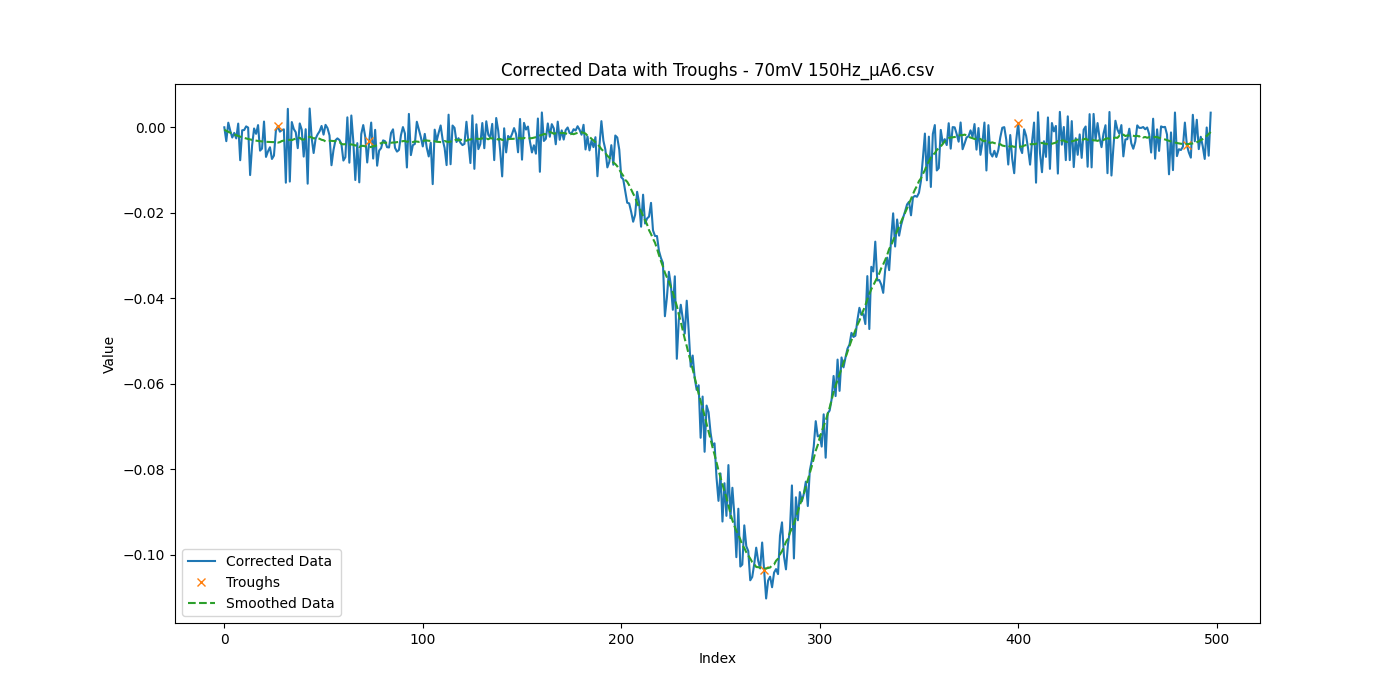 Corrected Data with Troughs - 70mV 150Hz_μA6.csv
0.00
−0.02
−0.04
−0.06
−0.08
−0.10
Value
Corrected Data
Troughs
Smoothed Data
0 100 200 300 400 500
Index